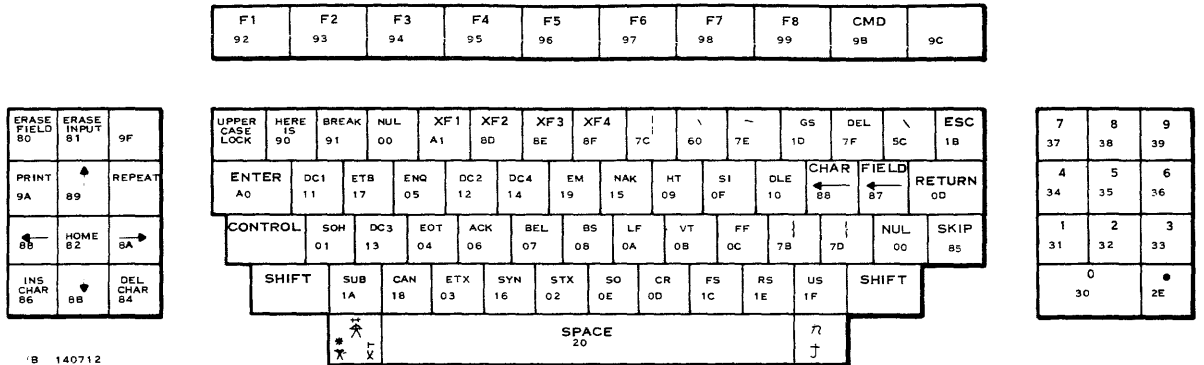 F1 F2 F3 F4 F5 F6 F7 F8 CMD
92 93 94 95 96 97 98 99 9B 9C
ERASE FIELD 80
ERASE INPUT 81
9F
PRINT 9A
89
REPEAT
88
HOME 82
8A
INS CHAR 86
8B
DEL CHAR 84
UPPER CASE LOCK
HERE IS 90
BREAK 91
NUL 00
XF1 A1
XF2 8D
XF3 8E
XF4 8F
¦ 7C
\ 60
~ 7E
GS 1D
DEL 7F
\ 5C
ESC 1B
ENTER A0
DC1 11
ETB 17
ENQ 05
DC2 12
DC4 14
EM 19
NAK 15
HT 09
SI 0F
DLE 10
CHAR 88
FIELD 87
RETURN 0D
CONTROL
SOH 01
DC3 13
EOT 04
ACK 06
BEL 07
BS 08
LF 0A
VT 0B
FF 0C
{ 7B
} 7D
NUL 00
SKIP 85
SHIFT
SUB 1A
CAN 18
ETX 03
SYN 16
STX 02
SO 0E
CR 0D
FS 1C
RS 1E
US 1F
SHIFT
SPACE
20
カ
ナ
7 8 9
37 38 39
4 5 6
34 35 36
1 2 3
31 32 33
0 •
30 2E
'B 140712